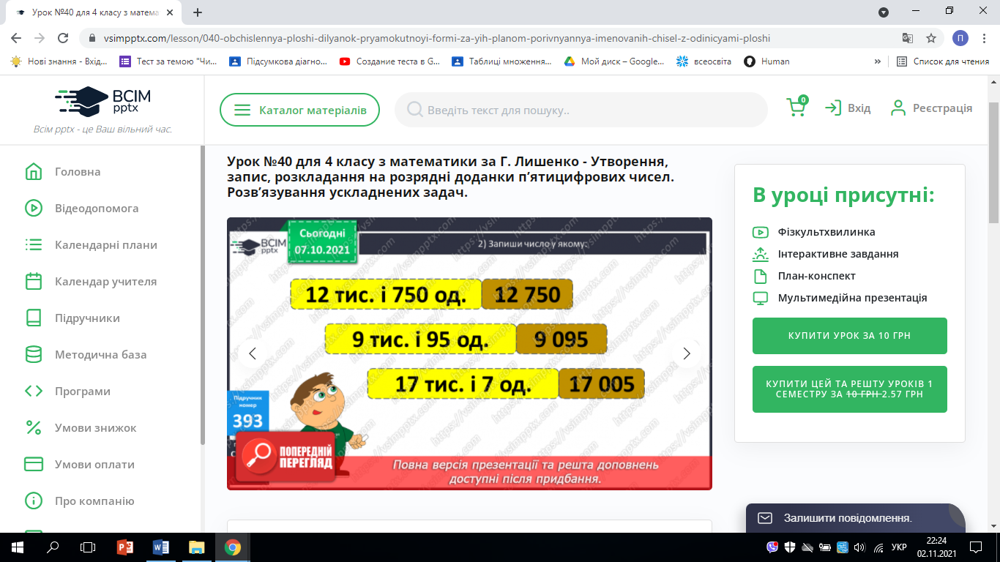 Урок №40 для 4 класу з матема
vsimpptx.com/lesson/040-obchislennya-ploshi-dilyanok-pryamokutnoyi-formi-za-yih-planom-porivnyannya-imenovanih-chisel-z-odinicyami-ploshi
П
Нові знання - Вхід...
Тест за темою "Чи...
Підсумкова діагно...
Создание теста в G...
Таблиці множення...
Мой диск – Google...
всеосвіта
Human
»
Список для чтения
ВСІМ
pptx
Всім pptx - це Ваш вільний час.
Каталог матеріалів
Введіть текст для пошуку..
0
Вхід
Реєстрація
Головна
Відеодопомога
Календарні плани
Календар учителя
Підручники
Методична база
Програми
Умови знижок
Умови оплати
Про компанію
Урок №40 для 4 класу з математики за Г. Лишенко - Утворення,
запис, розкладання на розрядні доданки п’ятицифрових чисел.
Розв’язування ускладнених задач.
ВСІМ
pptx
Сьогодні
07.10.2021
2) Запиши число у якому:
12 тис. і 750 од.
12 750
9 тис. і 95 од.
9 095
17 тис. і 7 од.
17 005
https://vsimpptx.com
Підручник
номер
393
ПОПЕРЕДНІЙ
ПЕРЕГЛЯД
Повна версія презентації та решта доповнень
доступні після придбання.
В уроці присутні:
Фізкультхвилинка
Інтерактивне завдання
План-конспект
Мультимедійна презентація
КУПИТИ УРОК ЗА 10 ГРН
КУПИТИ ЦЕЙ ТА РЕШТУ УРОКІВ 1
СЕМЕСТРУ ЗА 10 ГРН 2.57 ГРН
Залишити повідомлення.
УКР
22:24
02.11.2021